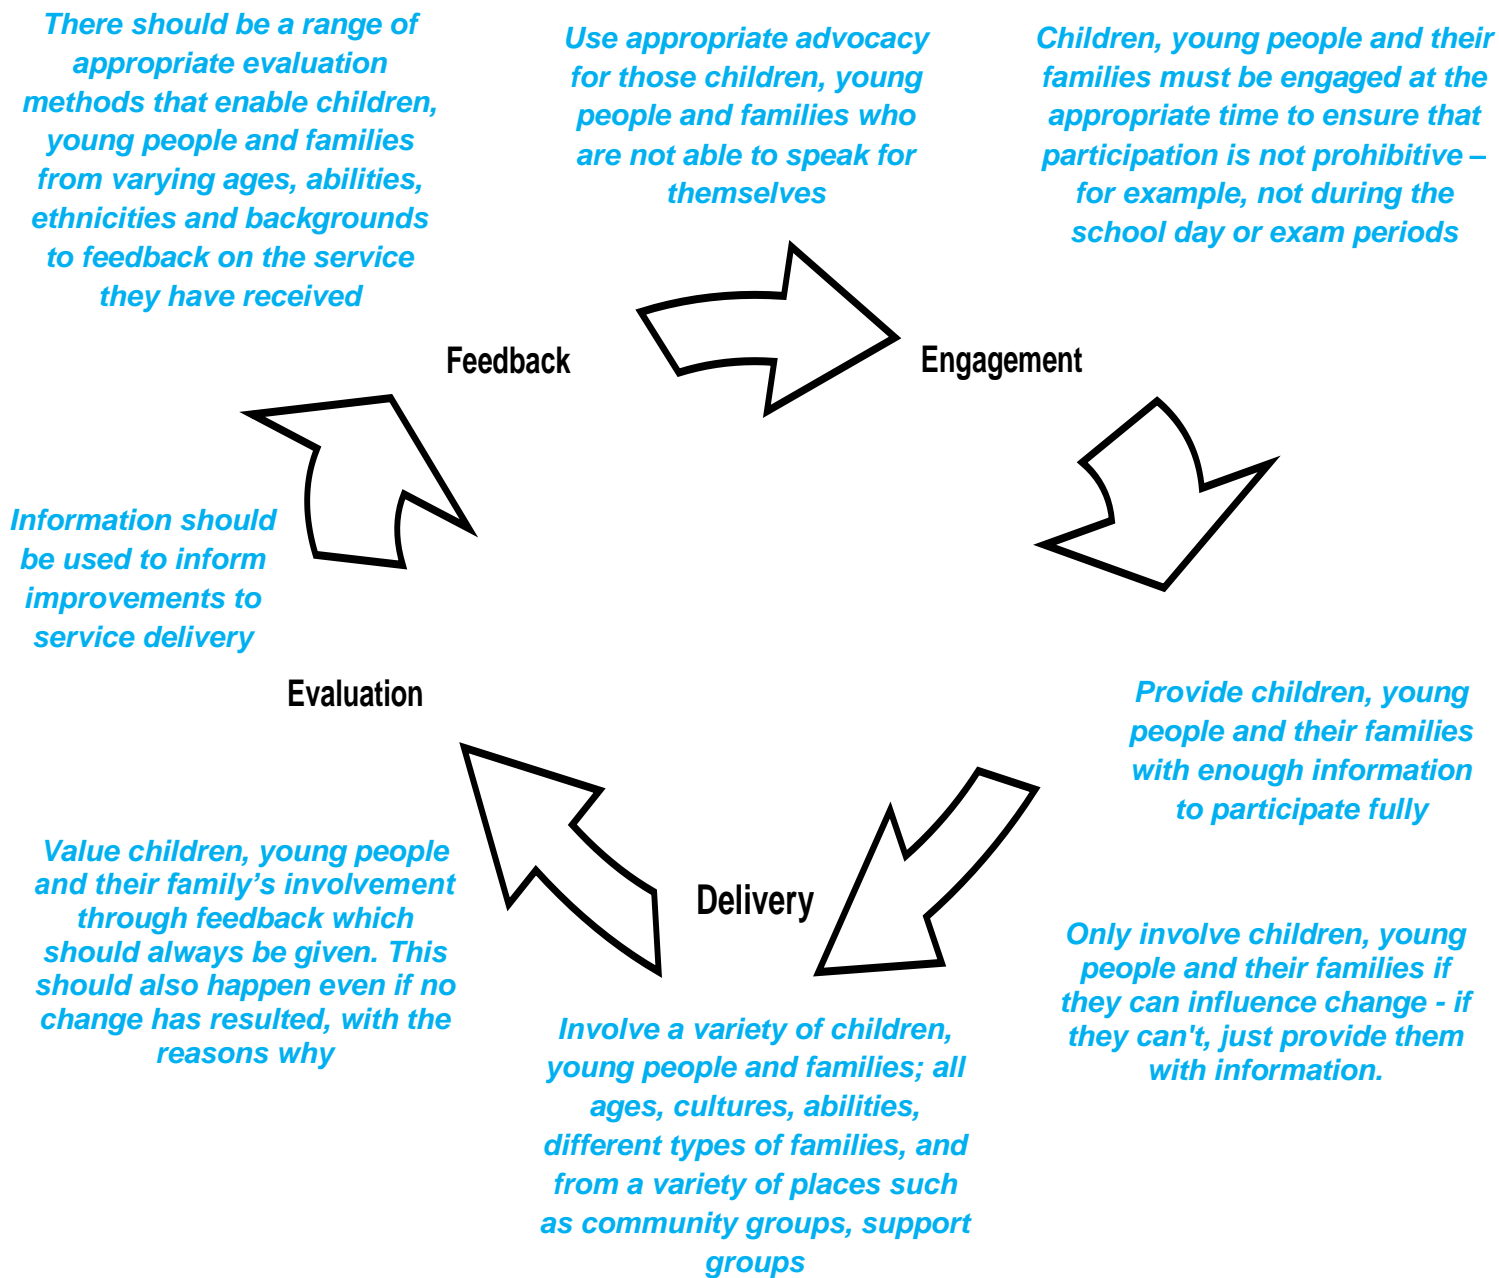 There should be a range of
appropriate evaluation
methods that enable children,
young people and families
from varying ages, abilities,
ethnicities and backgrounds
to feedback on the service
they have received
Use appropriate advocacy
for those children, young
people and families who
are not able to speak for
themselves
Children, young people and their
families must be engaged at the
appropriate time to ensure that
participation is not prohibitive –
for example, not during the
school day or exam periods
Feedback
Engagement
Information should
be used to inform
improvements to
service delivery
Evaluation
Provide children, young
people and their families
with enough information
to participate fully
Value children, young people
and their family’s involvement
through feedback which
should always be given. This
should also happen even if no
change has resulted, with the
reasons why
Delivery
Only involve children, young
people and their families if
they can influence change - if
they can't, just provide them
with information.
Involve a variety of children,
young people and families; all
ages, cultures, abilities,
different types of families, and
from a variety of places such
as community groups, support
groups